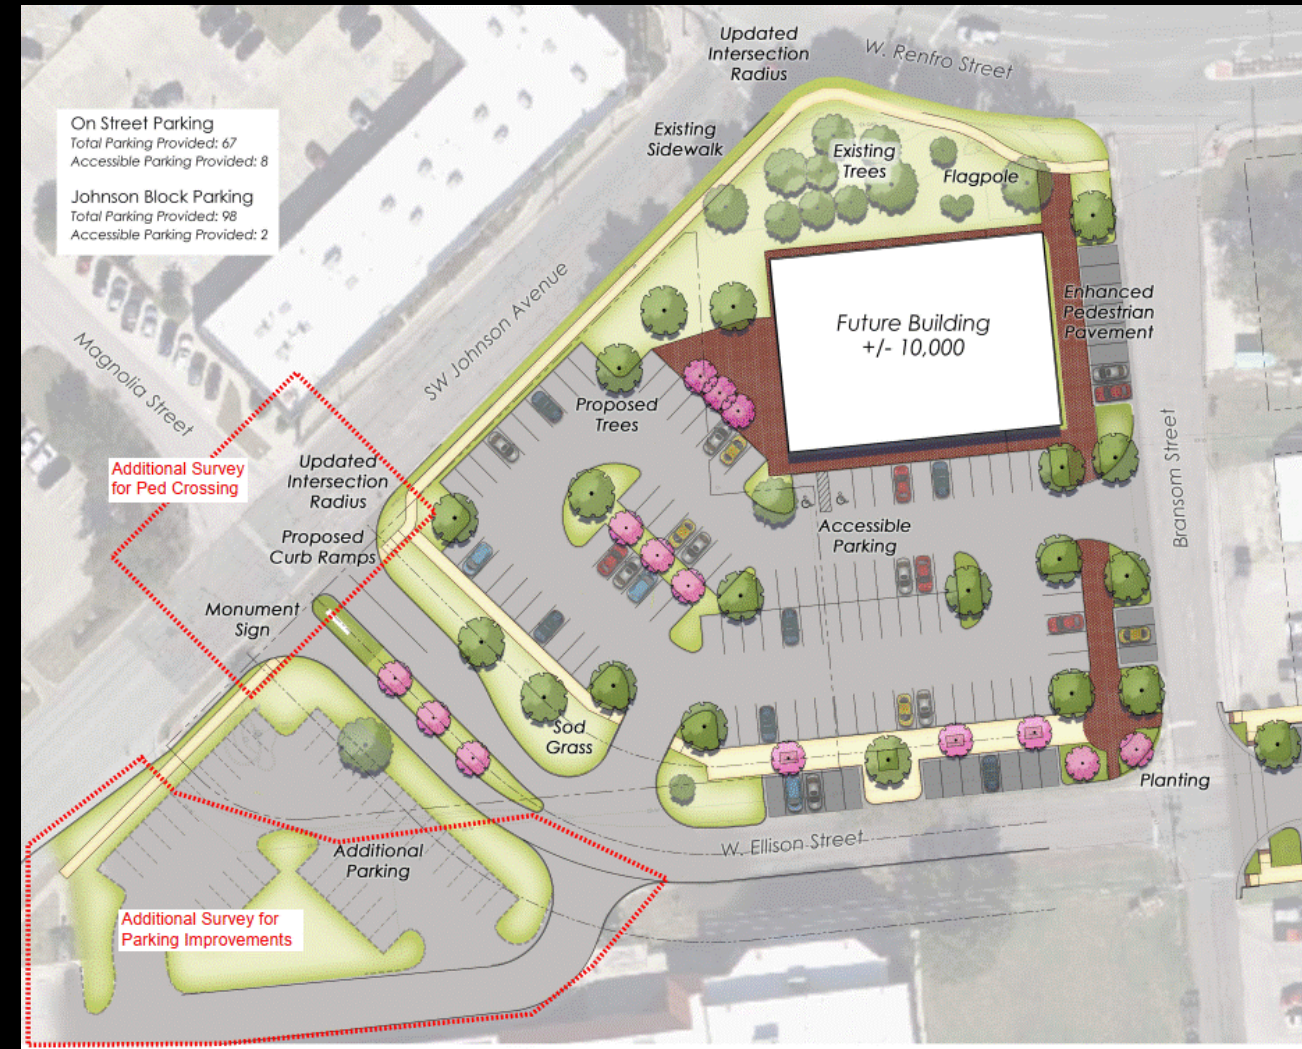 Updated
Intersection
Radius
W. Renfro Street
On Street Parking
Total Parking Provided: 67
Accessible Parking Provided: 8
Johnson Block Parking
Total Parking Provided: 98
Accessible Parking Provided: 2
Existing
Sidewalk
Existing
Trees
Flagpole
SW Johnson Avenue
Enhanced
Pedestrian
Pavement
Future Building
+/- 10,000
Magnolia Street
Proposed
Trees
Additional Survey
for Ped Crossing
Updated
Intersection
Radius
Proposed
Curb Ramps
Accessible
Parking
Bransom Street
Monument
Sign
Sod
Grass
Planting
W. Ellison Street
Additional
Parking
Additional Survey for
Parking Improvements